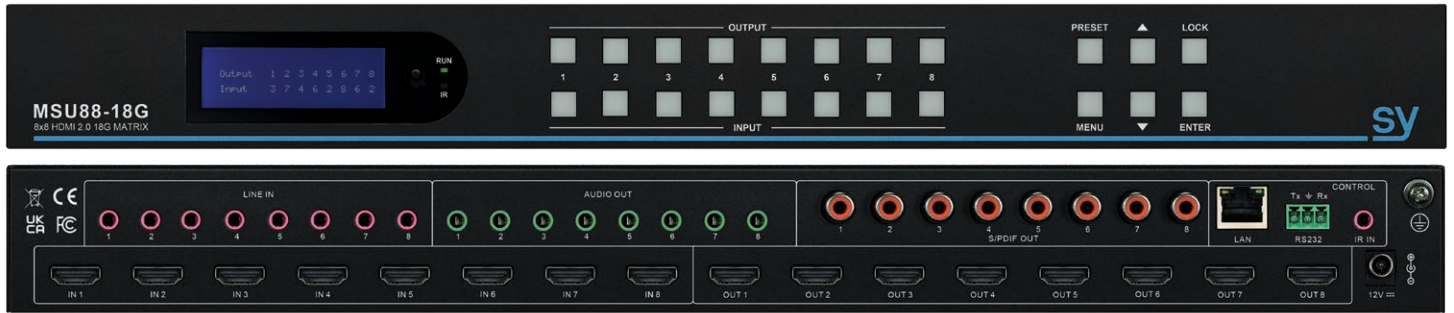 OUTPUT
PRESET ▲ LOCK
RUN
1 2 3 4 5 6 7 8
Output 1 2 3 4 5 6 7 8
Input 3 7 4 6 2 8 6 2
IR
MSU88-18G
8x8 HDMI 2.0 18G MATRIX
INPUT
MENU ▼ ENTER
sy
CE
UK
CA
FC
LINE IN
1 2 3 4 5 6 7 8
AUDIO OUT
1 2 3 4 5 6 7 8
1 2 3 4 5 6 7 8
S/PDIF OUT
CONTROL
Tx Rx
LAN RS232 IR IN
IN 1 IN 2 IN 3 IN 4 IN 5 IN 6 IN 7 IN 8 OUT 1 OUT 2 OUT 3 OUT 4 OUT 5 OUT 6 OUT 7 OUT 8
12V